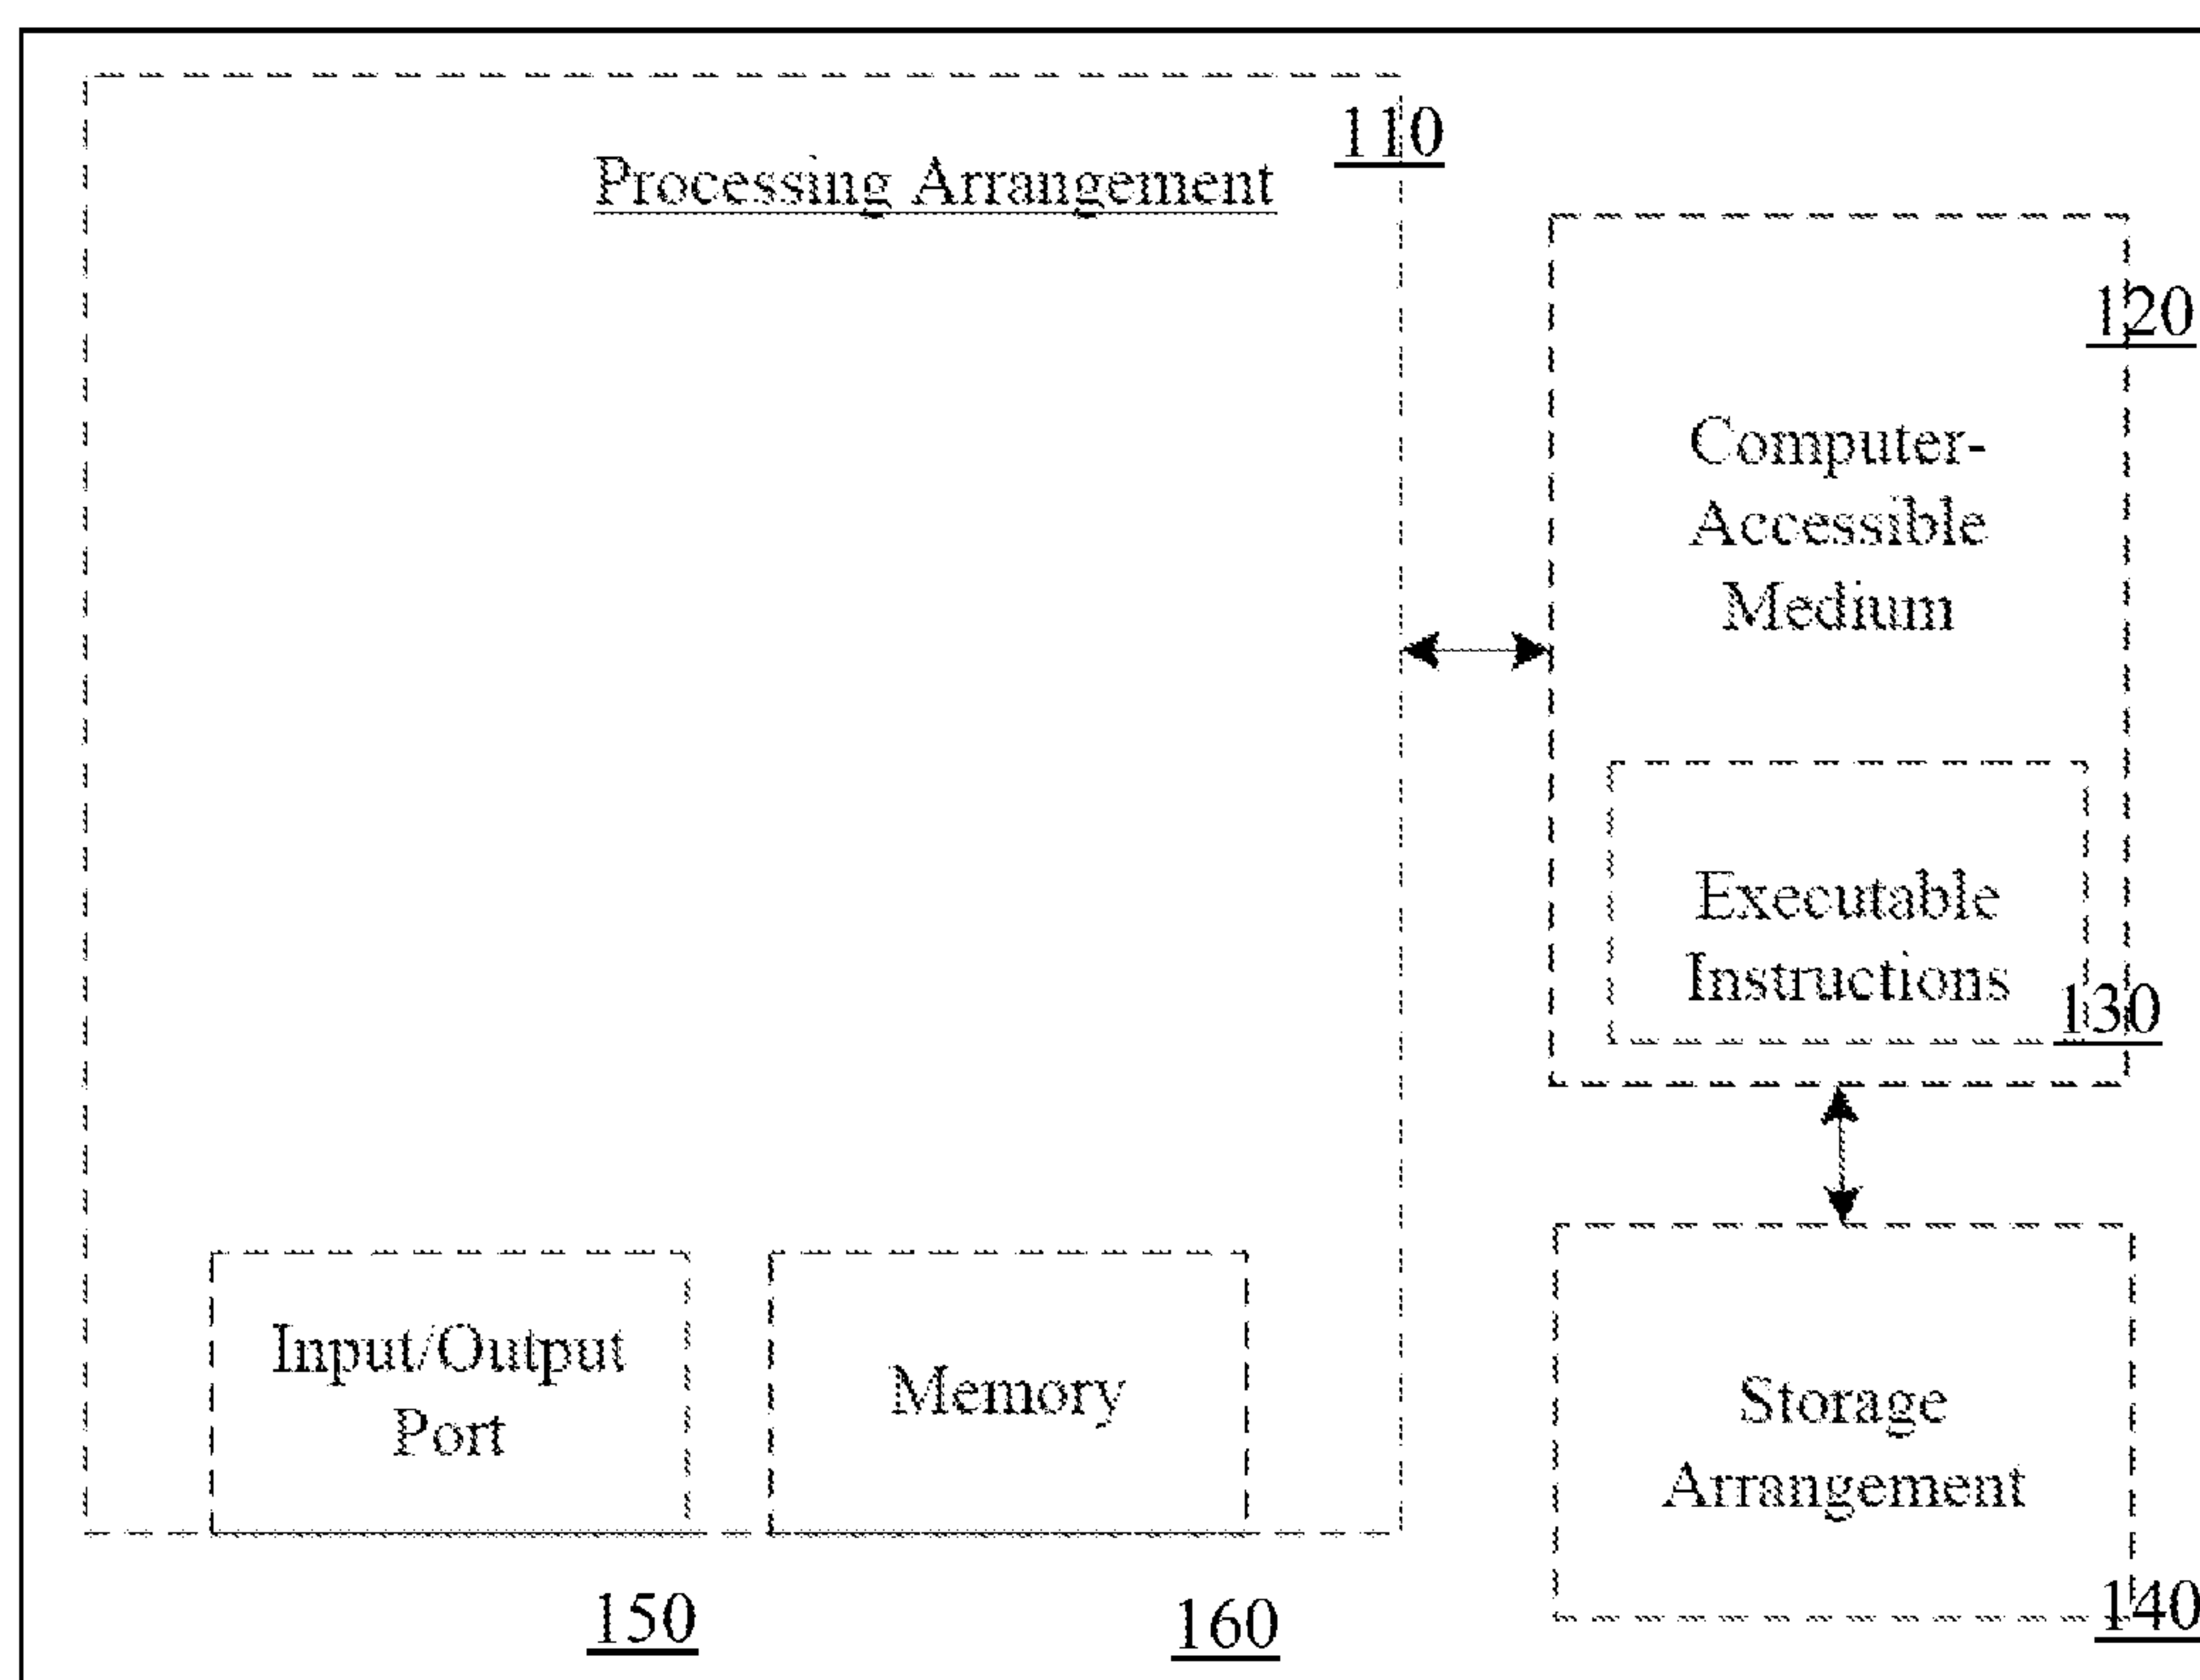 110
Processing Arrangement
120
Computer-
Accessible
Medium
Executable
Instructions
130
Input/Output
Port
Memory
Storage
Arrangement
150
160
140